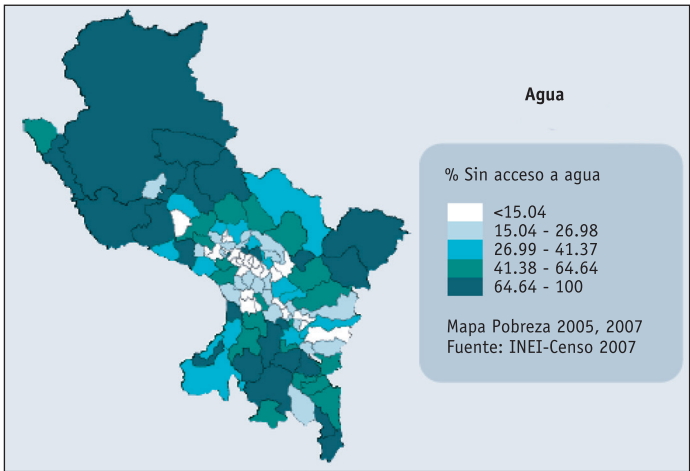 Agua
% Sin acceso a agua
<15.04
15.04 - 26.98
26.99 - 41.37
41.38 - 64.64
64.64 - 100
Mapa Pobreza 2005, 2007
Fuente: INEI-Censo 2007